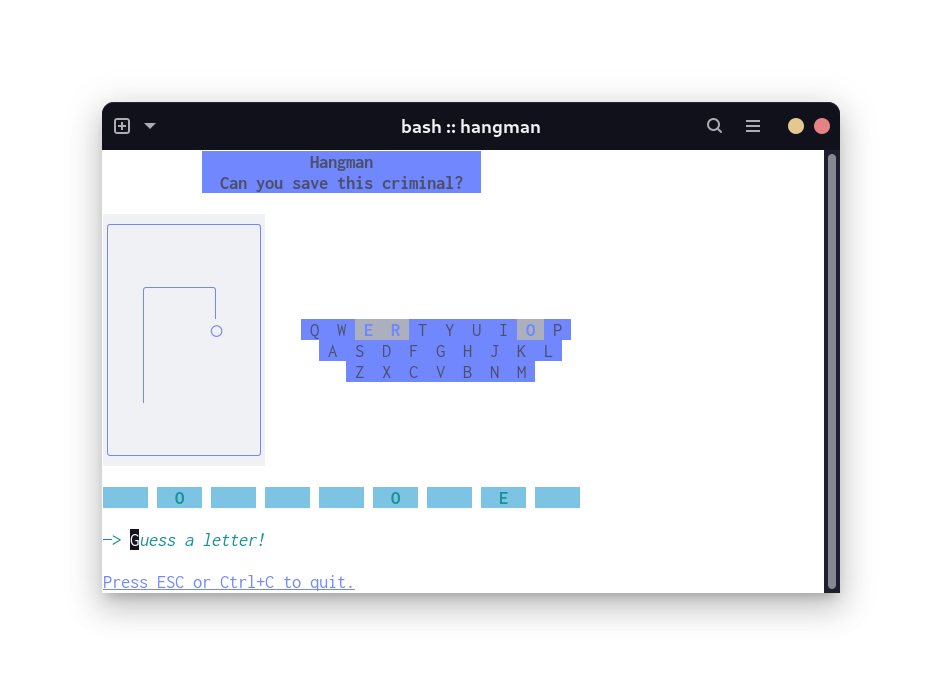 bash :: hangman
Hangman
Can you save this criminal?
Q W E R T Y U I O P
A S D F G H J K L
Z X C V B N M
O O E
—> Guess a letter!
Press ESC or Ctrl+C to quit.